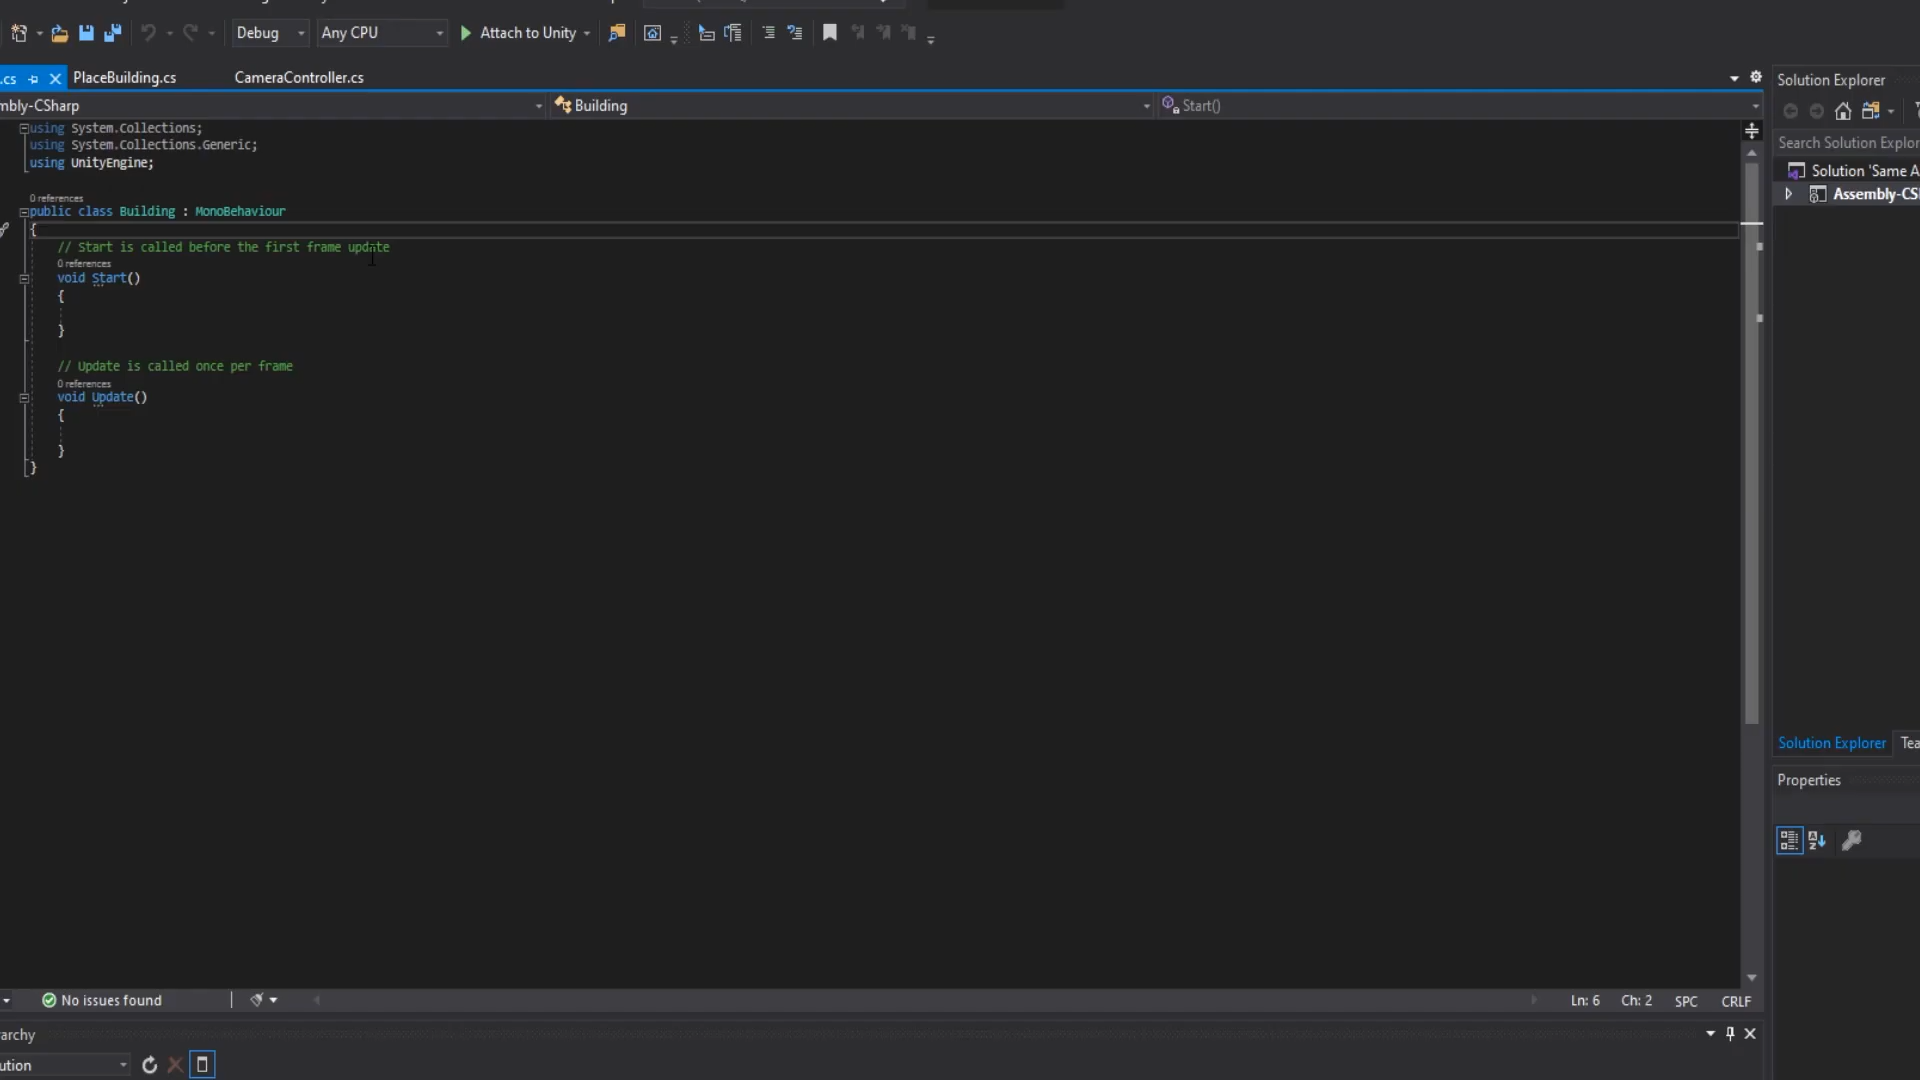 Debug
Any CPU
Attach to Unity
.cs
PlaceBuilding.cs
CameraController.cs
Solution Explorer
mbly-CSharp
Building
Start()
using System.Collections;
using System.Collections.Generic;
using UnityEngine;
0 references
public class Building : MonoBehaviour
{
// Start is called before the first frame update
0 references
void Start()
{
}
// Update is called once per frame
0 references
void Update()
{
}
}
Search Solution Explor
Solution 'Same A
Assembly-CS
Solution Explorer
Tea
Properties
No issues found
Ln: 6
Ch: 2
SPC
CRLF
rarchy
ution